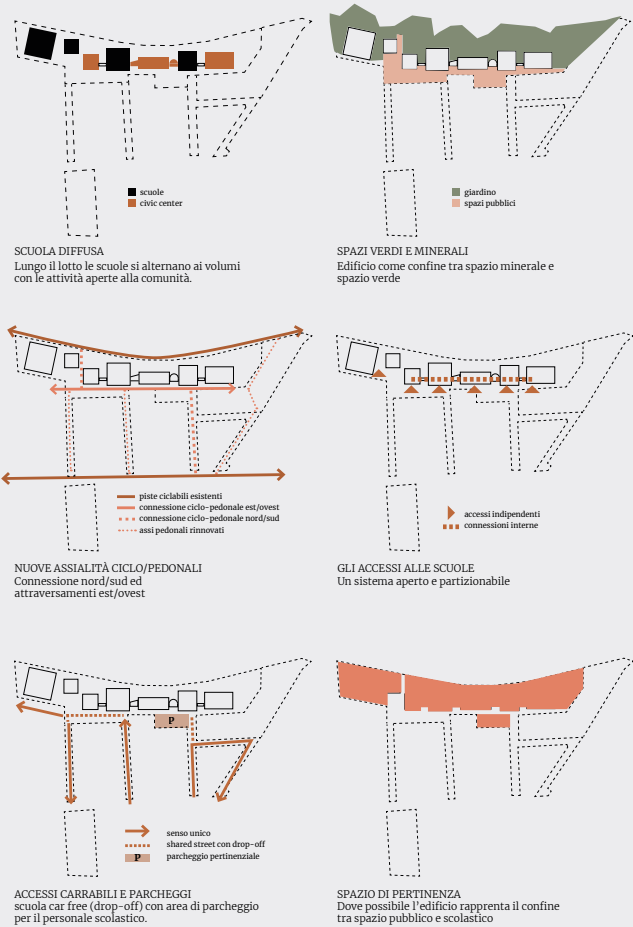 scuole
civic center
SCUOLA DIFFUSA
Lungo il lotto le scuole si alternano ai volumi
con le attività aperte alla comunità.
giardino
spazi pubblici
SPAZI VERDI E MINERALI
Edificio come confine tra spazio minerale e
spazio verde
piste ciclabili esistenti
connessione ciclo-pedonale est/ovest
connessione ciclo-pedonale nord/sud
assi pedonali rinnovati
NUOVE ASSIALITÀ CICLO/PEDONALI
Connessione nord/sud ed
attraversamenti est/ovest
accessi indipendenti
connessioni interne
GLI ACCESSI ALLE SCUOLE
Un sistema aperto e partizionabile
P
senso unico
shared street con drop-off
P parcheggio pertinenziale
ACCESSI CARRABILI E PARCHEGGI
scuola car free (drop-off) con area di parcheggio
per il personale scolastico.
SPAZIO DI PERTINENZA
Dove possibile l'edificio rapprenta il confine
tra spazio pubblico e scolastico